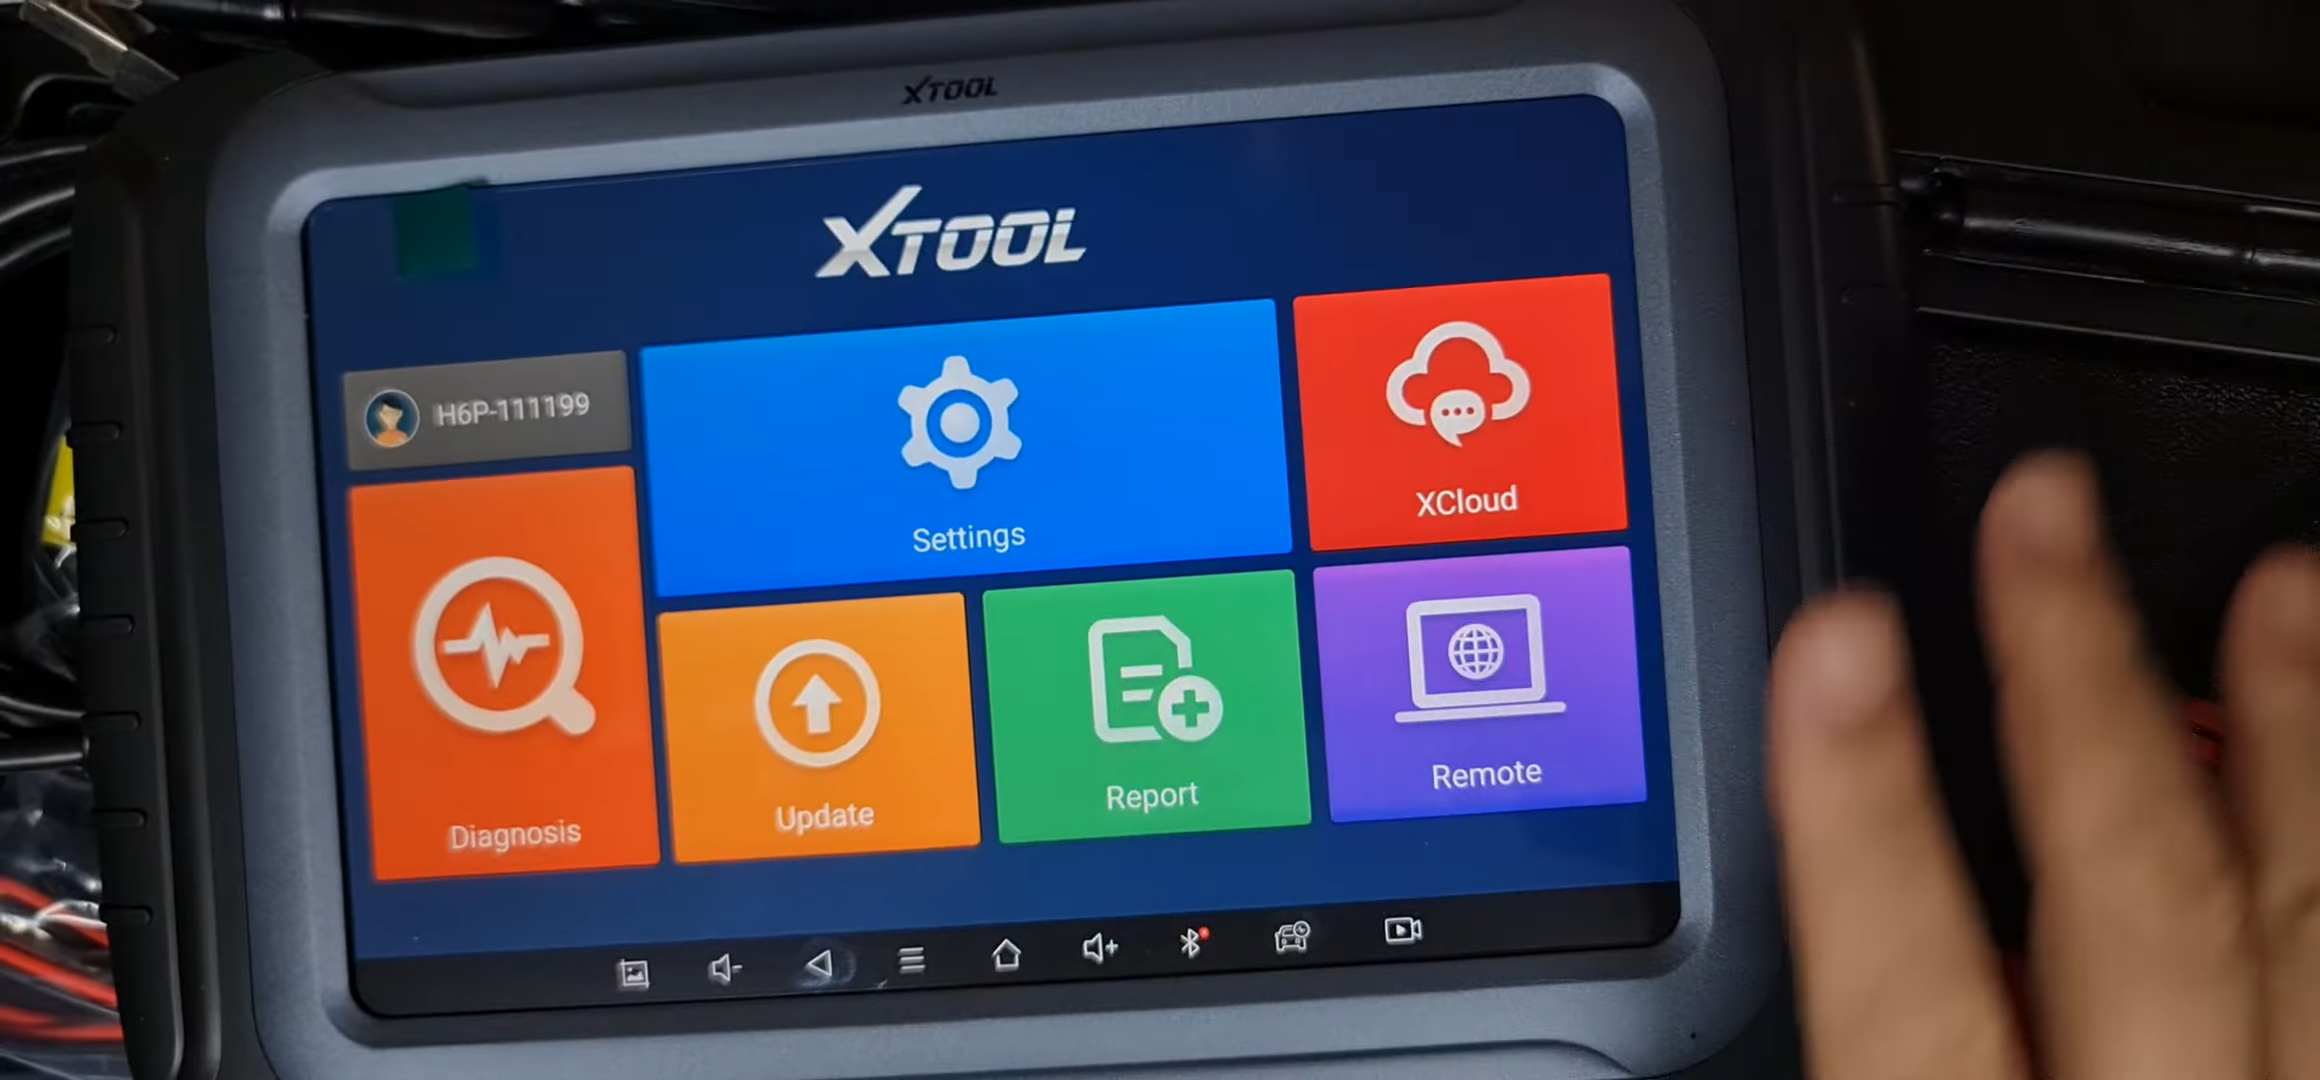 XTOOL
XTOOL
H6P-111199
Settings
XCloud
Diagnosis
Update
Report
Remote